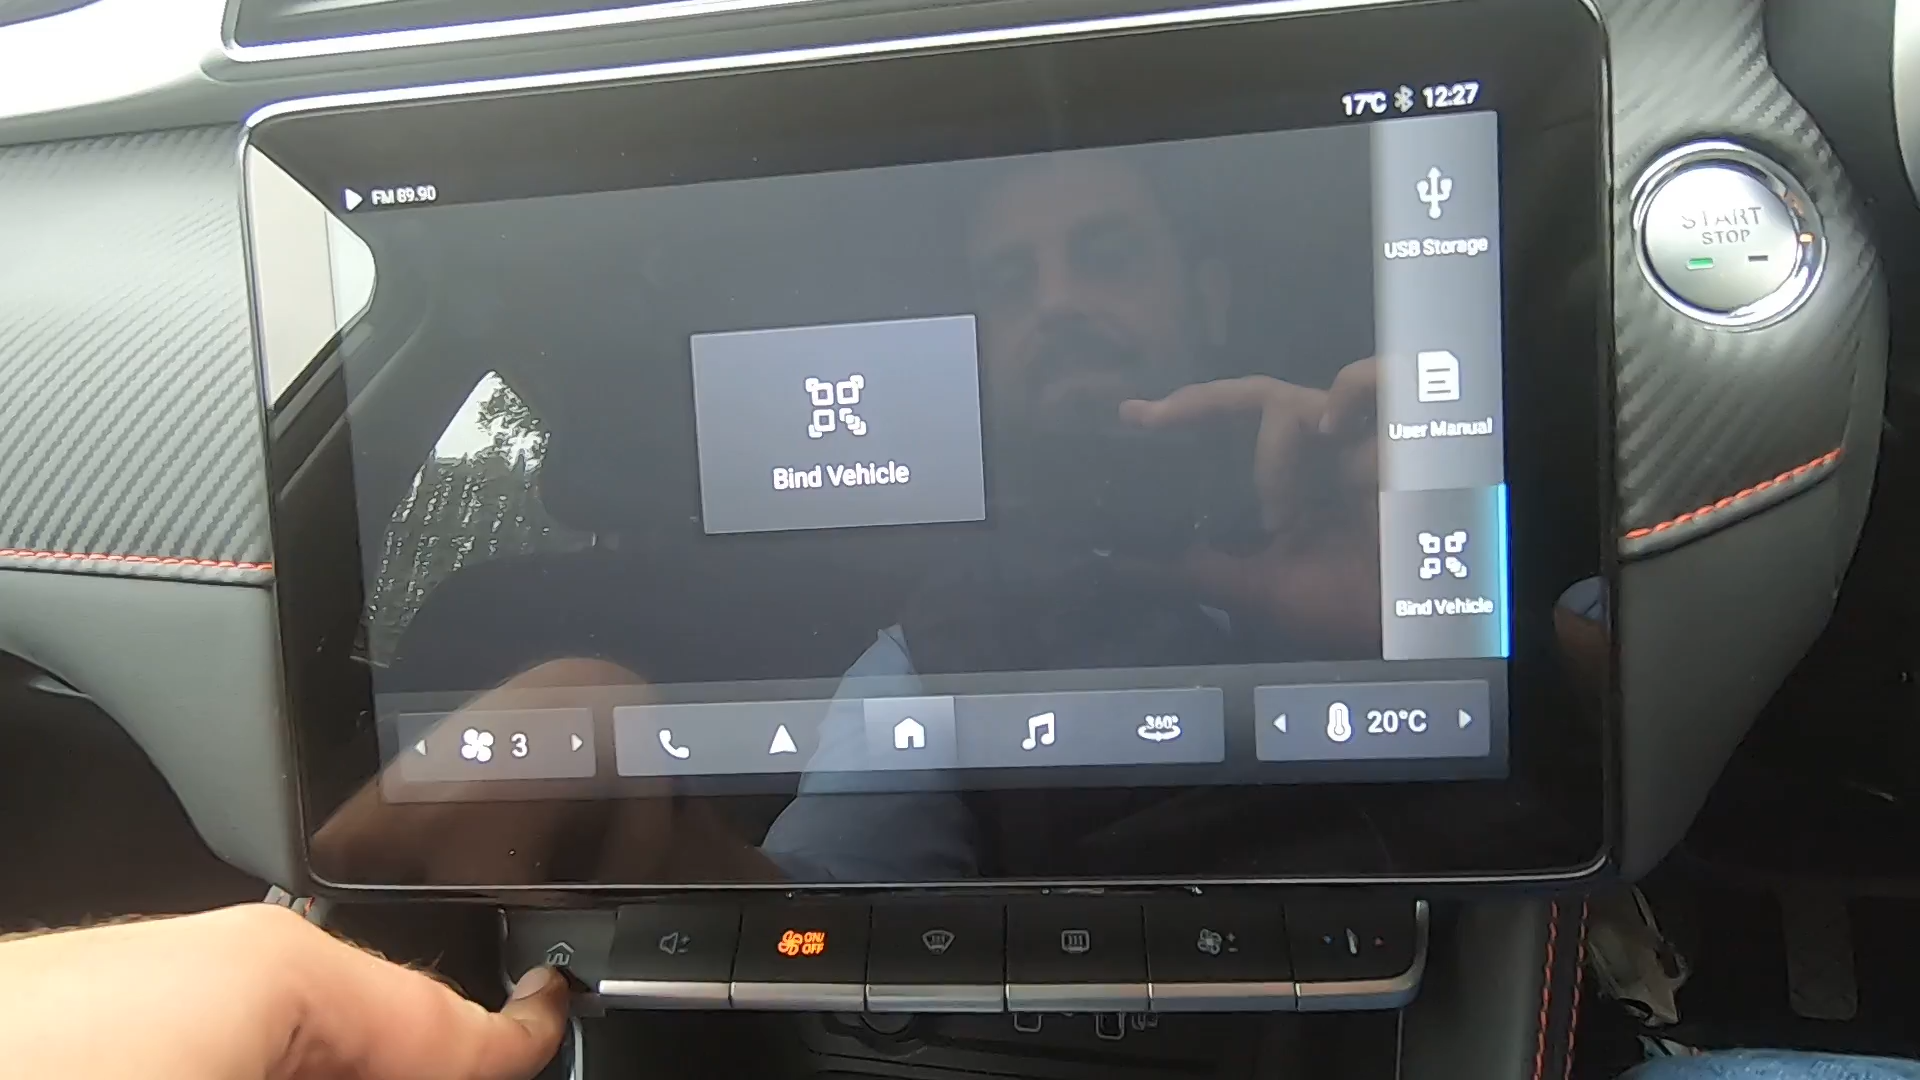 17°C 12:27
FM 89.90
START
STOP
USB Storage
User Manual
Bind Vehicle
Bind Vehicle
3
360°
20°C
ON/
OFF